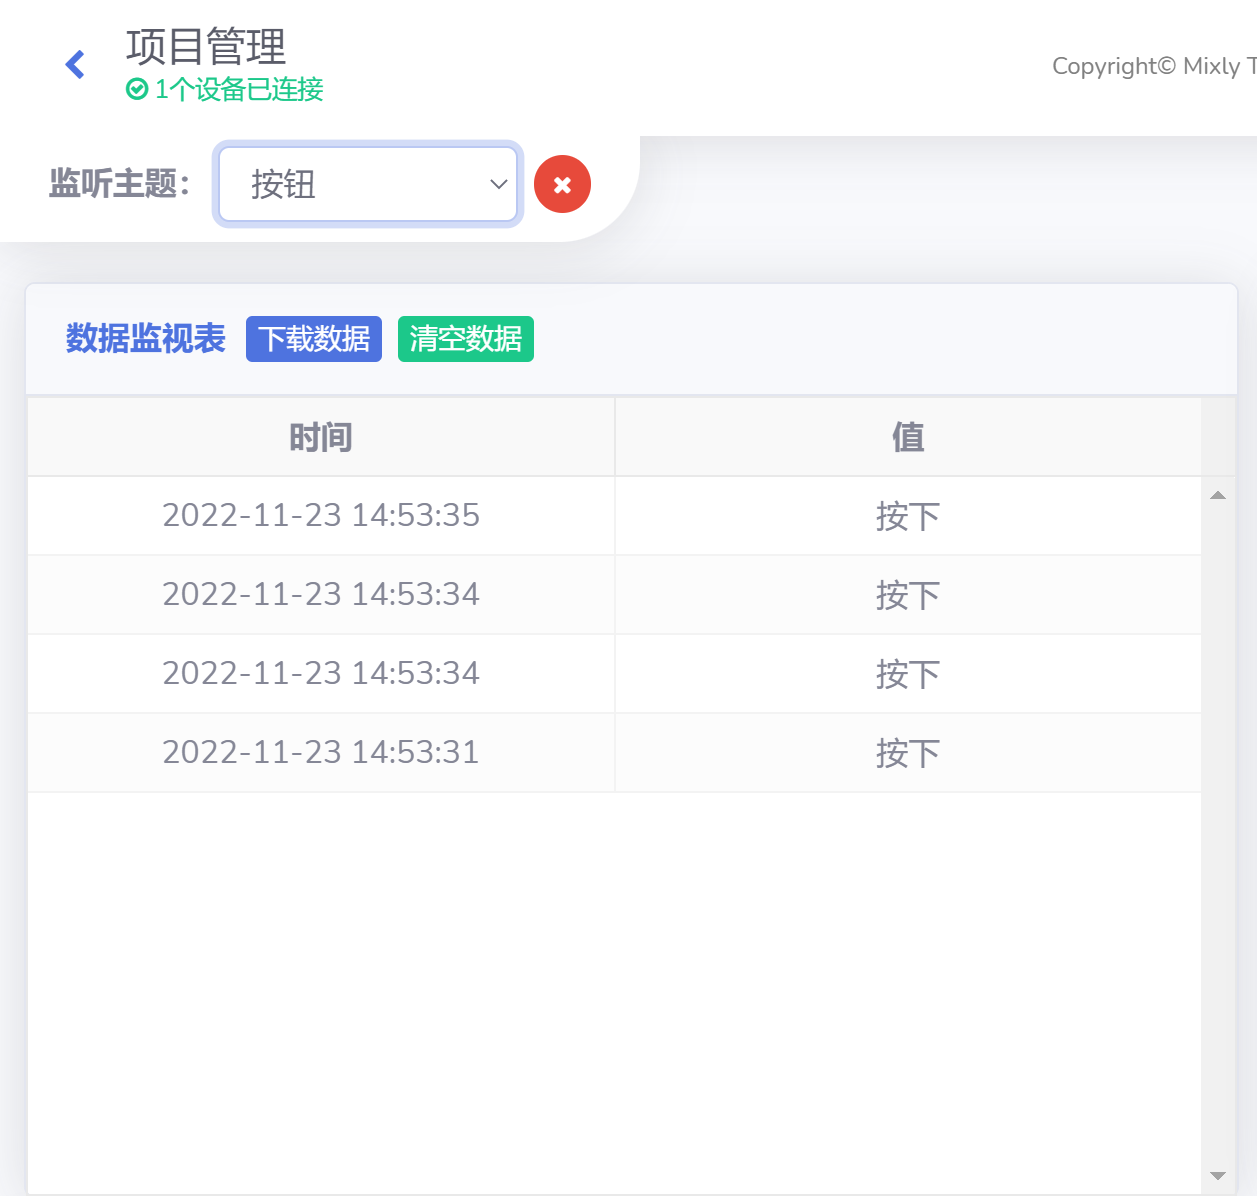 项目管理
1个设备已连接
Copyright© Mixly T
监听主题：
按钮
数据监视表 下载数据 清空数据
时间 值
2022-11-23 14:53:35 按下
2022-11-23 14:53:34 按下
2022-11-23 14:53:34 按下
2022-11-23 14:53:31 按下